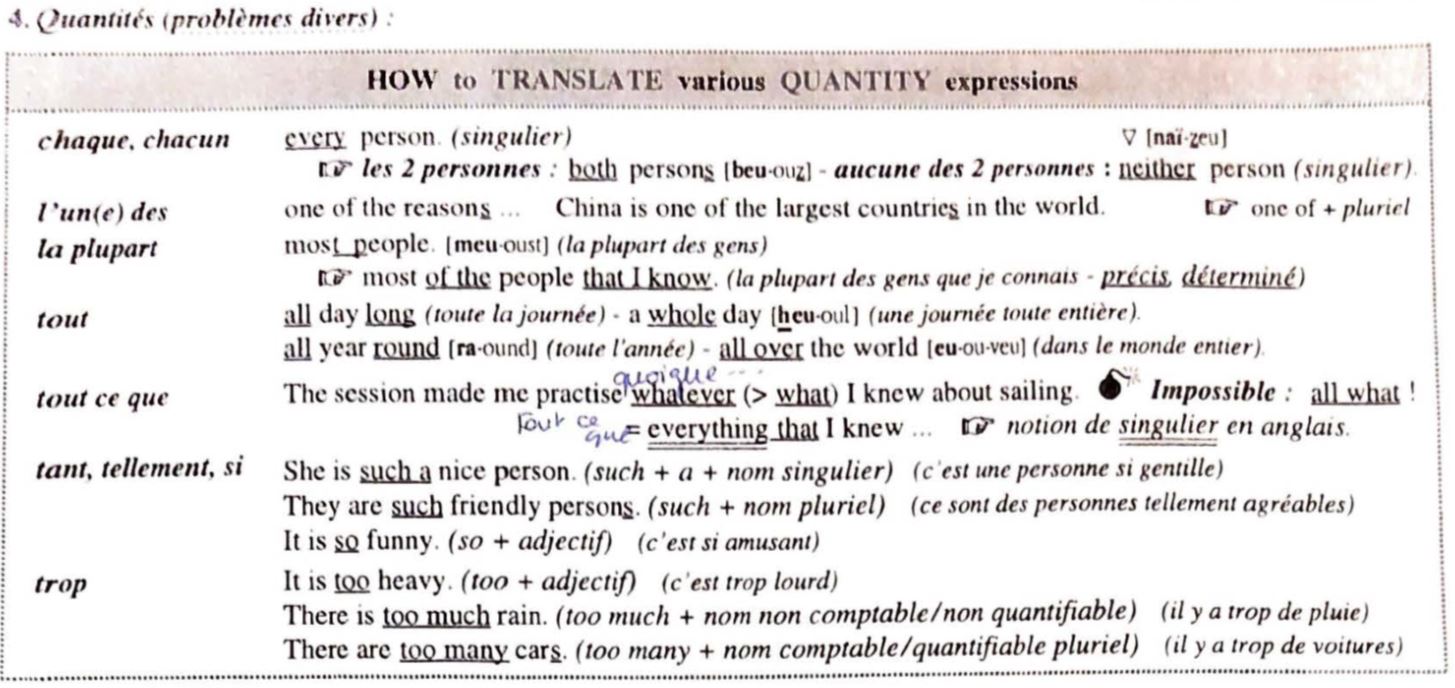 4. Quantités (problèmes divers) :
HOW to TRANSLATE various QUANTITY expressions
chaque, chacun every person. (singulier) ∇ [naï-zeu]
☞ les 2 personnes : both persons [beu-ouz] - aucune des 2 personnes : neither person (singulier).
l'un(e) des one of the reasons ... China is one of the largest countries in the world. ☞ one of + pluriel
la plupart most people. [meu-oust] (la plupart des gens)
☞ most of the people that I know. (la plupart des gens que je connais - précis, déterminé)
tout all day long (toute la journée) - a whole day [heu-oul] (une journée toute entière).
all year round [ra-ound] (toute l'année) - all over the world [eu-ou-veu] (dans le monde entier).
quoique ...
tout ce que The session made me practise whatever (> what) I knew about sailing. 💣 Impossible : all what !
Tout ce que = everything that I knew ... ☞ notion de singulier en anglais.
tant, tellement, si She is such a nice person. (such + a + nom singulier) (c'est une personne si gentille)
They are such friendly persons. (such + nom pluriel) (ce sont des personnes tellement agréables)
It is so funny. (so + adjectif) (c'est si amusant)
trop It is too heavy. (too + adjectif) (c'est trop lourd)
There is too much rain. (too much + nom non comptable/non quantifiable) (il y a trop de pluie)
There are too many cars. (too many + nom comptable/quantifiable pluriel) (il y a trop de voitures)